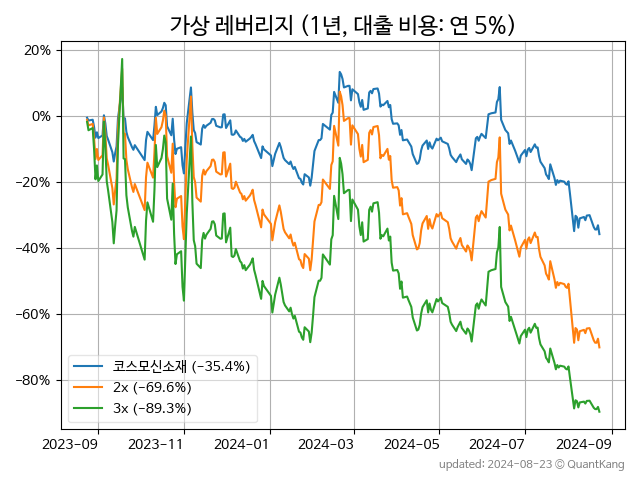 가상 레버리지 (1년, 대출 비용: 연 5%)
20%
0%
−20%
−40%
−60%
−80%
코스모신소재 (−35.4%)
2x (−69.6%)
3x (−89.3%)
2023−09 2023−11 2024−01 2024−03 2024−05 2024−07 2024−09
updated: 2024-08-23 © QuantKang